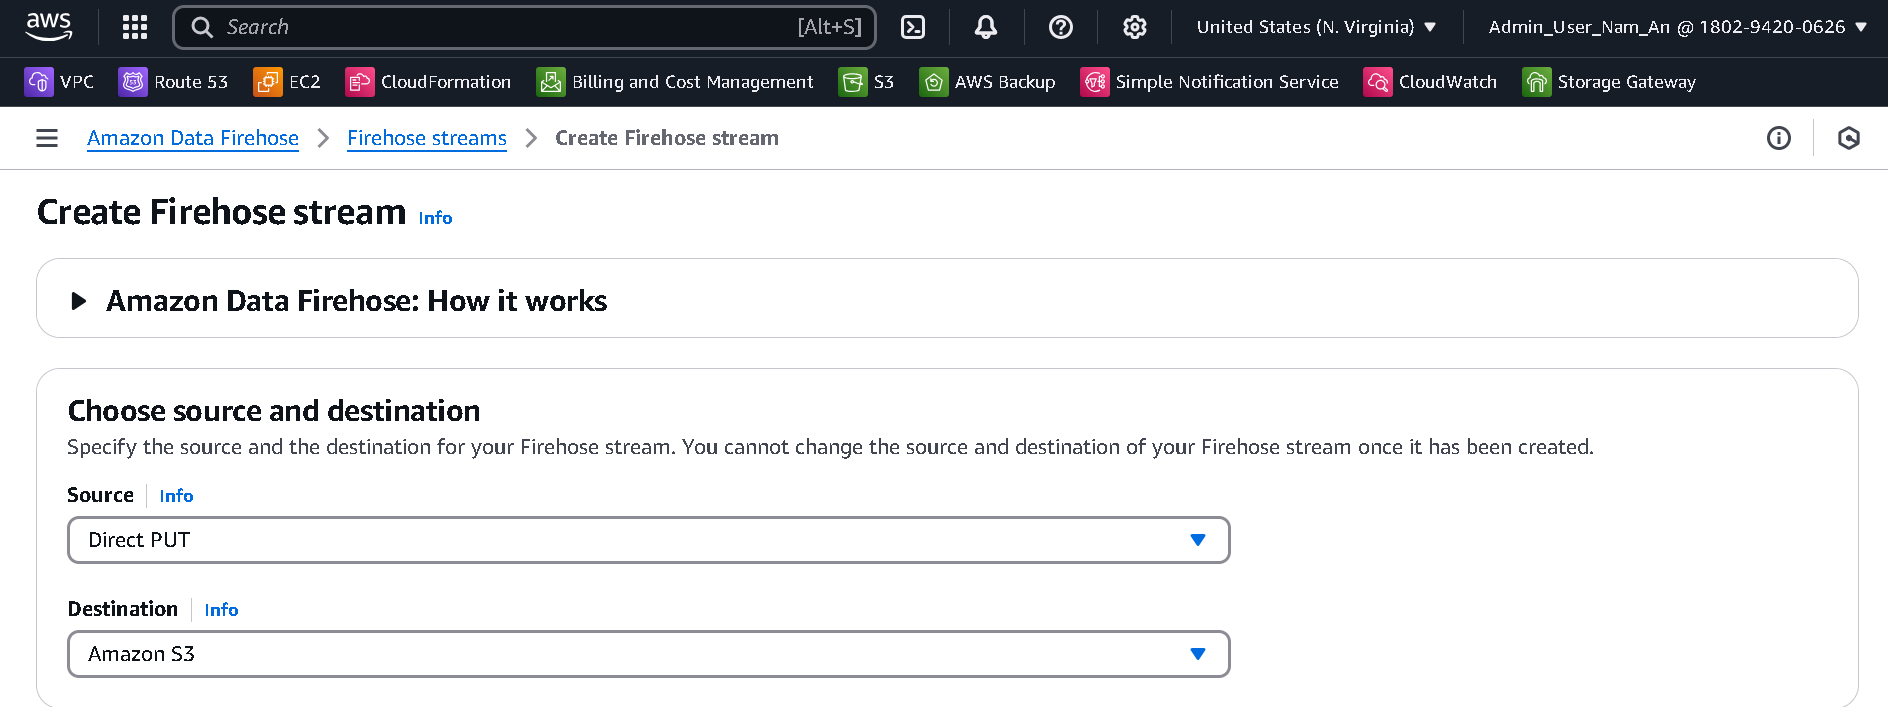 aws Search [Alt+S] United States (N. Virginia) Admin_User_Nam_An @ 1802-9420-0626
VPC Route 53 EC2 CloudFormation Billing and Cost Management S3 AWS Backup Simple Notification Service CloudWatch Storage Gateway
Amazon Data Firehose Firehose streams Create Firehose stream
Create Firehose stream Info
Amazon Data Firehose: How it works
Choose source and destination
Specify the source and the destination for your Firehose stream. You cannot change the source and destination of your Firehose stream once it has been created.
Source Info
Direct PUT
Destination Info
Amazon S3